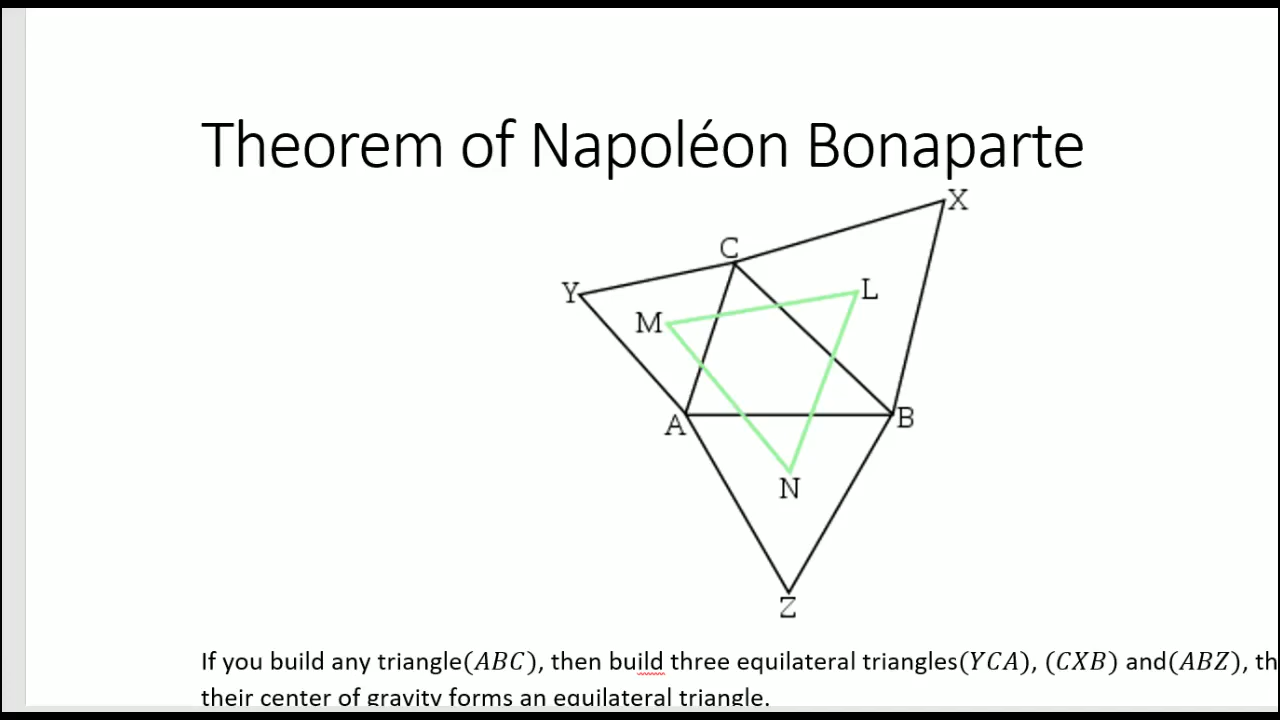 Theorem of Napoléon Bonaparte
X
C
Y
L
M
A
B
N
Z
If you build any triangle(ABC), then build three equilateral triangles(YCA), (CXB) and(ABZ), th
their center of gravity forms an equilateral triangle.